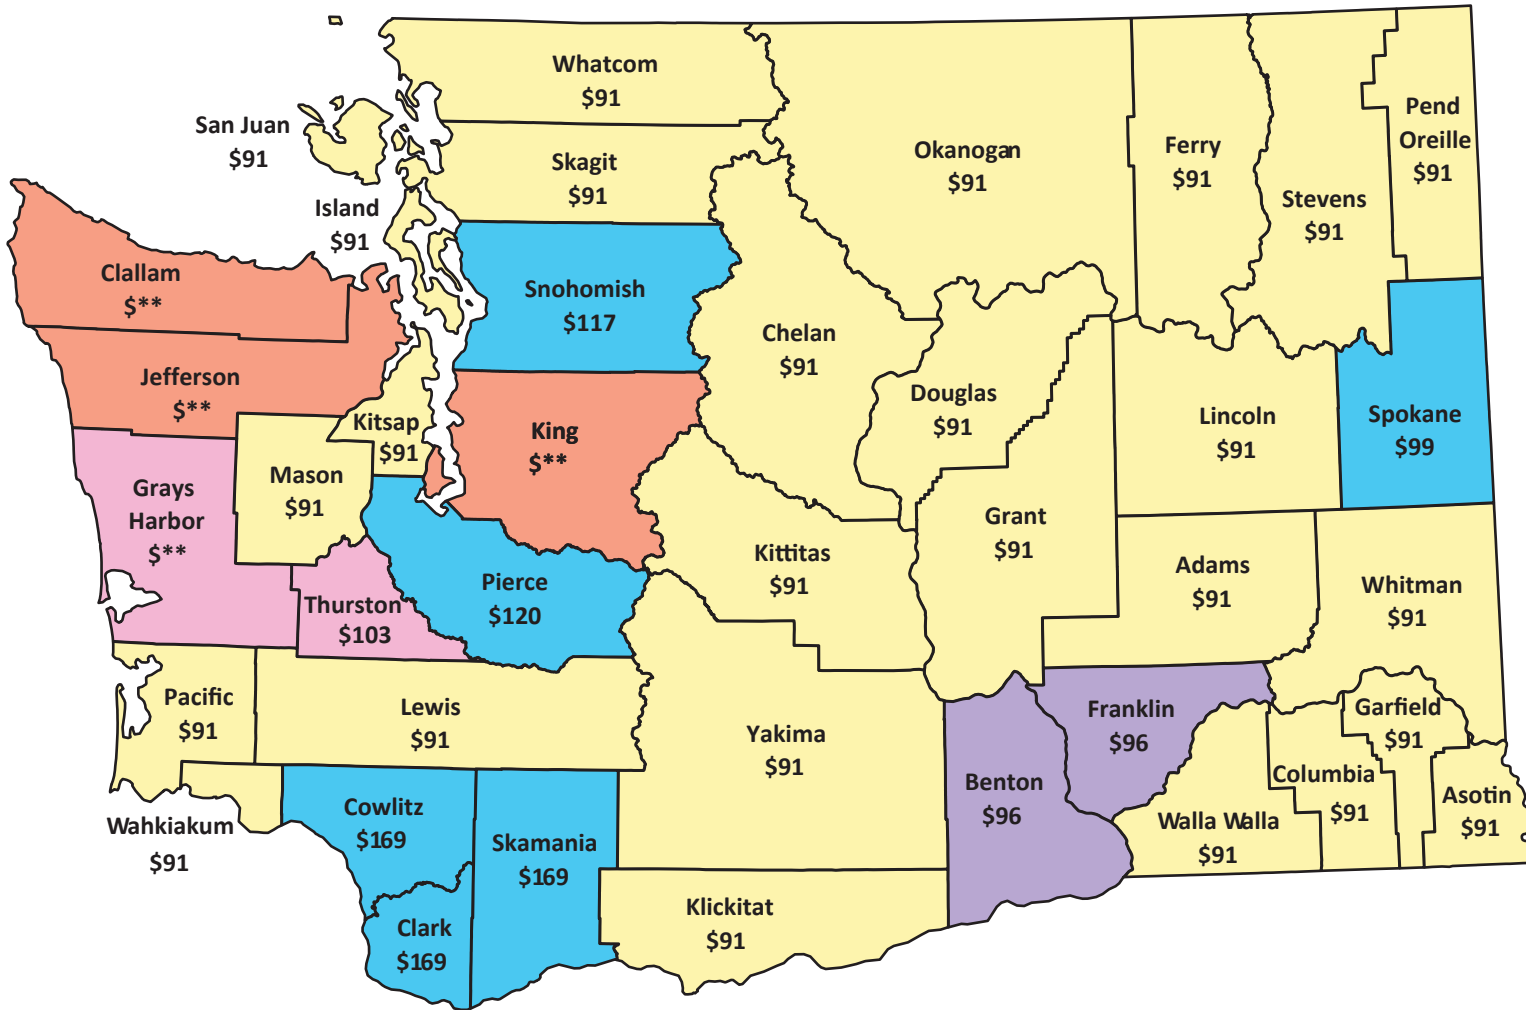 Whatcom
$91
San Juan
$91
Skagit
$91
Island
$91
Okanogan
$91
Ferry
$91
Stevens
$91
Pend
Oreille
$91
Clallam
$**
Snohomish
$117
Chelan
$91
Jefferson
$**
Kitsap
$91
King
$**
Douglas
$91
Lincoln
$91
Spokane
$99
Mason
$91
Grays
Harbor
$**
Grant
$91
Kittitas
$91
Adams
$91
Whitman
$91
Pierce
$120
Thurston
$103
Pacific
$91
Lewis
$91
Yakima
$91
Franklin
$96
Garfield
$91
Benton
$96
Columbia
$91
Asotin
$91
Walla Walla
$91
Wahkiakum
$91
Cowlitz
$169
Skamania
$169
Clark
$169
Klickitat
$91